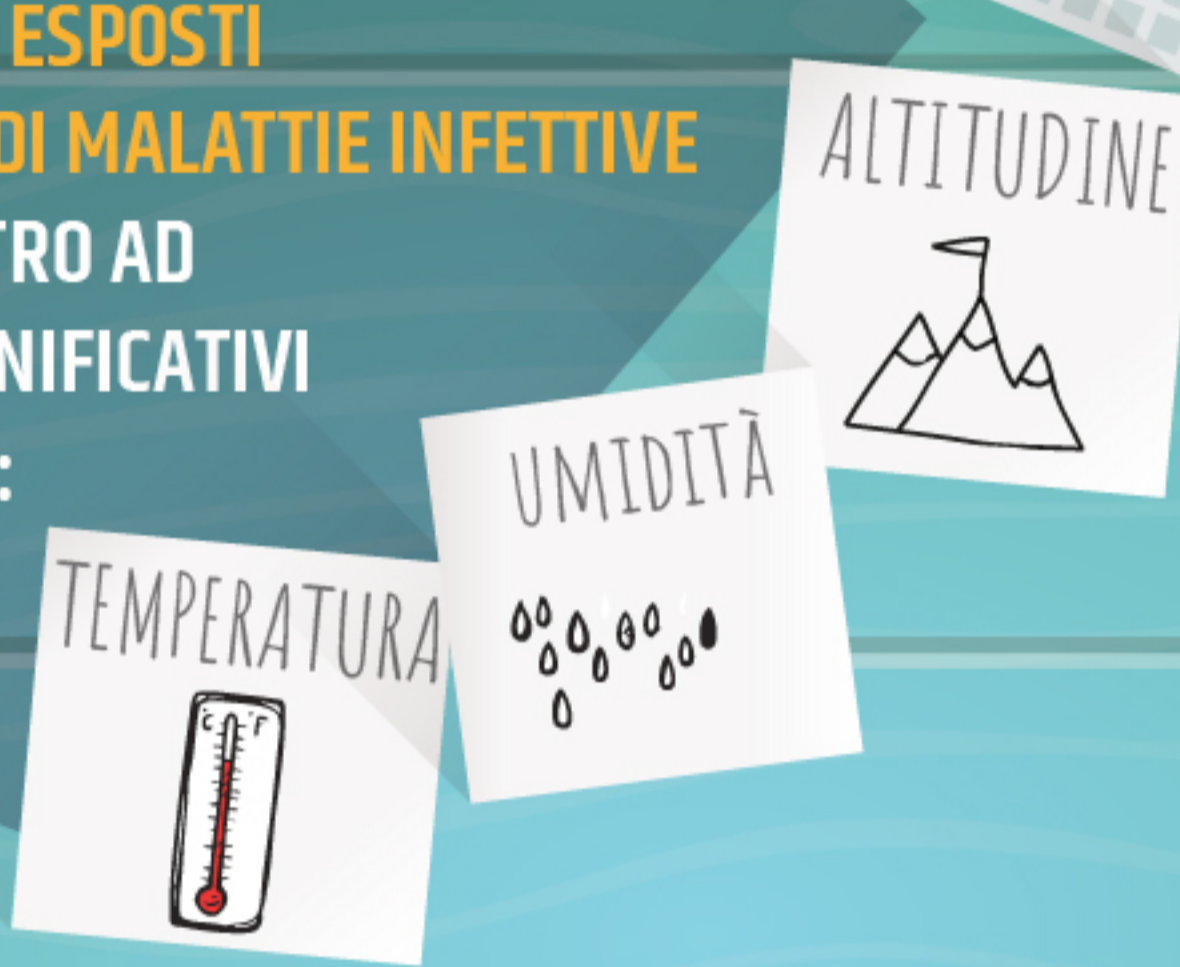 ESPOSTI
DI MALATTIE INFETTIVE
TRO AD
NIFICATIVI
:
ALTITUDINE
UMIDITÀ
TEMPERATURA
°C °F